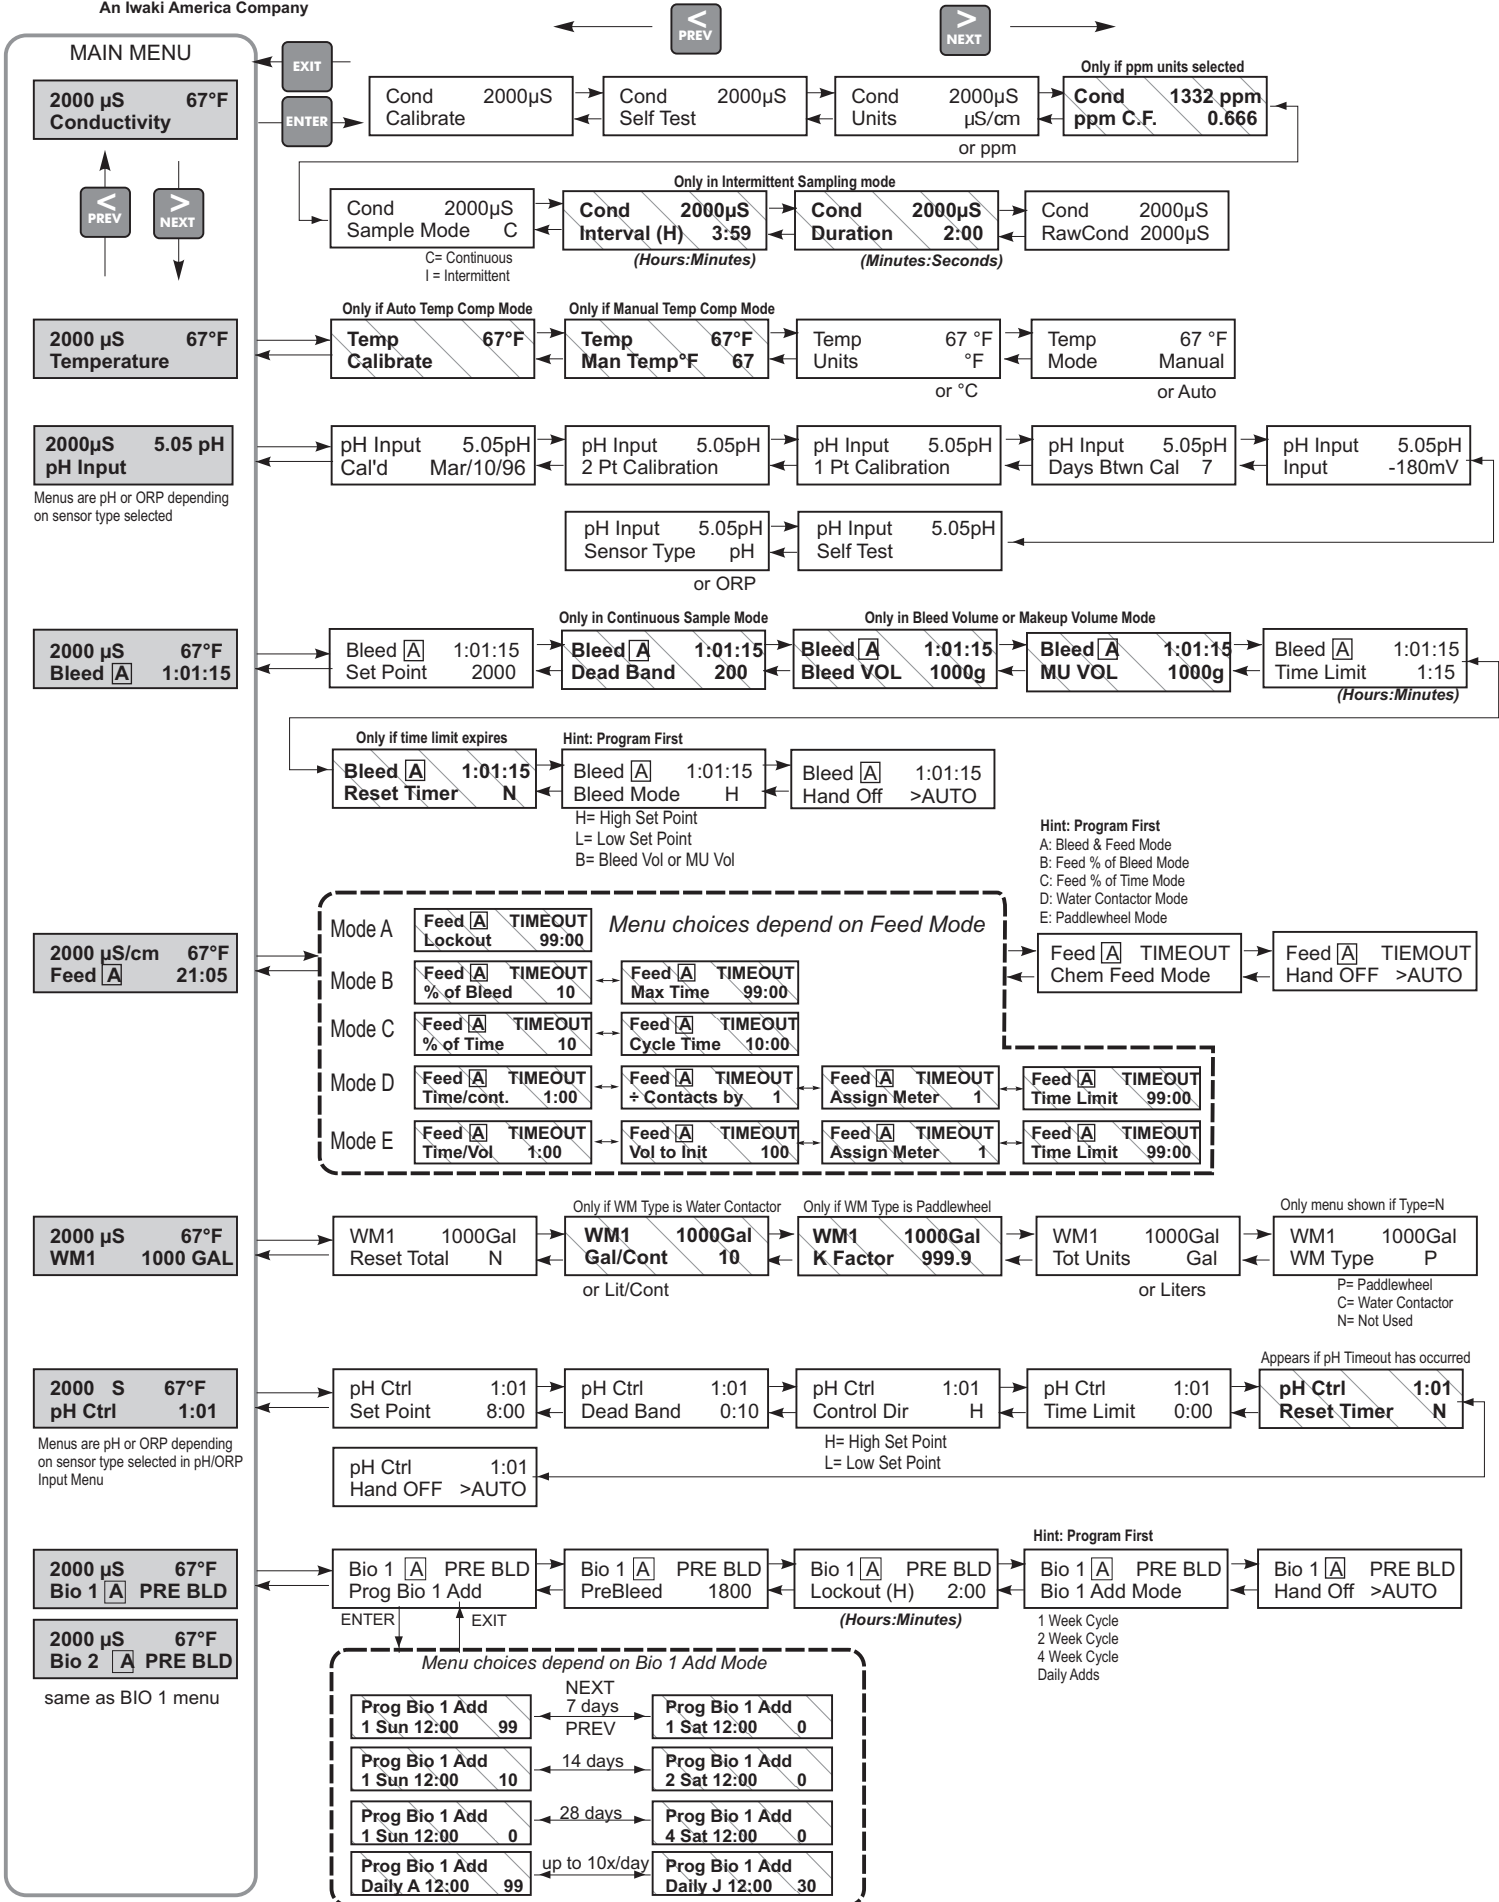 An Iwaki America Company
< PREV
> NEXT
MAIN MENU
EXIT
ENTER
2000 µS 67°F
Conductivity
Cond 2000µS
Calibrate
Cond 2000µS
Self Test
Cond 2000µS
Units µS/cm
or ppm
Only if ppm units selected
Cond 1332 ppm
ppm C.F. 0.666
< PREV
> NEXT
Cond 2000µS
Sample Mode C
C= Continuous
I = Intermittent
Only in Intermittent Sampling mode
Cond 2000µS
Interval (H) 3:59
(Hours:Minutes)
Cond 2000µS
Duration 2:00
(Minutes:Seconds)
Cond 2000µS
RawCond 2000µS
2000 µS 67°F
Temperature
Only if Auto Temp Comp Mode
Temp 67°F
Calibrate
Only if Manual Temp Comp Mode
Temp 67°F
Man Temp°F 67
Temp 67 °F
Units °F
or °C
Temp 67 °F
Mode Manual
or Auto
2000µS 5.05 pH
pH Input
Menus are pH or ORP depending
on sensor type selected
pH Input 5.05pH
Cal'd Mar/10/96
pH Input 5.05pH
2 Pt Calibration
pH Input 5.05pH
1 Pt Calibration
pH Input 5.05pH
Days Btwn Cal 7
pH Input 5.05pH
Input -180mV
pH Input 5.05pH
Sensor Type pH
or ORP
pH Input 5.05pH
Self Test
2000 µS 67°F
Bleed A 1:01:15
Bleed A 1:01:15
Set Point 2000
Only in Continuous Sample Mode
Bleed A 1:01:15
Dead Band 200
Only in Bleed Volume or Makeup Volume Mode
Bleed A 1:01:15
Bleed VOL 1000g
Bleed A 1:01:15
MU VOL 1000g
Bleed A 1:01:15
Time Limit 1:15
(Hours:Minutes)
Only if time limit expires
Bleed A 1:01:15
Reset Timer N
Hint: Program First
Bleed A 1:01:15
Bleed Mode H
H= High Set Point
L= Low Set Point
B= Bleed Vol or MU Vol
Bleed A 1:01:15
Hand Off >AUTO
Hint: Program First
A: Bleed & Feed Mode
B: Feed % of Bleed Mode
C: Feed % of Time Mode
D: Water Contactor Mode
E: Paddlewheel Mode
2000 µS/cm 67°F
Feed A 21:05
Menu choices depend on Feed Mode
Mode A
Feed A TIMEOUT
Lockout 99:00
Feed A TIMEOUT
Chem Feed Mode
Feed A TIEMOUT
Hand OFF >AUTO
Mode B
Feed A TIMEOUT
% of Bleed 10
Feed A TIMEOUT
Max Time 99:00
Mode C
Feed A TIMEOUT
% of Time 10
Feed A TIMEOUT
Cycle Time 10:00
Mode D
Feed A TIMEOUT
Time/cont. 1:00
Feed A TIMEOUT
÷ Contacts by 1
Feed A TIMEOUT
Assign Meter 1
Feed A TIMEOUT
Time Limit 99:00
Mode E
Feed A TIMEOUT
Time/Vol 1:00
Feed A TIMEOUT
Vol to Init 100
Feed A TIMEOUT
Assign Meter 1
Feed A TIMEOUT
Time Limit 99:00
2000 µS 67°F
WM1 1000 GAL
WM1 1000Gal
Reset Total N
Only if WM Type is Water Contactor
WM1 1000Gal
Gal/Cont 10
or Lit/Cont
Only if WM Type is Paddlewheel
WM1 1000Gal
K Factor 999.9
WM1 1000Gal
Tot Units Gal
or Liters
Only menu shown if Type=N
WM1 1000Gal
WM Type P
P= Paddlewheel
C= Water Contactor
N= Not Used
2000 S 67°F
pH Ctrl 1:01
Menus are pH or ORP depending
on sensor type selected in pH/ORP
Input Menu
pH Ctrl 1:01
Set Point 8:00
pH Ctrl 1:01
Dead Band 0:10
pH Ctrl 1:01
Control Dir H
H= High Set Point
L= Low Set Point
pH Ctrl 1:01
Time Limit 0:00
Appears if pH Timeout has occurred
pH Ctrl 1:01
Reset Timer N
pH Ctrl 1:01
Hand OFF >AUTO
2000 µS 67°F
Bio 1 A PRE BLD
Bio 1 A PRE BLD
Prog Bio 1 Add
Bio 1 A PRE BLD
PreBleed 1800
Bio 1 A PRE BLD
Lockout (H) 2:00
(Hours:Minutes)
Hint: Program First
Bio 1 A PRE BLD
Bio 1 Add Mode
1 Week Cycle
2 Week Cycle
4 Week Cycle
Daily Adds
Bio 1 A PRE BLD
Hand Off >AUTO
2000 µS 67°F
Bio 2 A PRE BLD
same as BIO 1 menu
ENTER
EXIT
Menu choices depend on Bio 1 Add Mode
Prog Bio 1 Add
1 Sun 12:00 99
NEXT
7 days
PREV
Prog Bio 1 Add
1 Sat 12:00 0
Prog Bio 1 Add
1 Sun 12:00 10
14 days
Prog Bio 1 Add
2 Sat 12:00 0
Prog Bio 1 Add
1 Sun 12:00 0
28 days
Prog Bio 1 Add
4 Sat 12:00 0
Prog Bio 1 Add
Daily A 12:00 99
up to 10x/day
Prog Bio 1 Add
Daily J 12:00 30